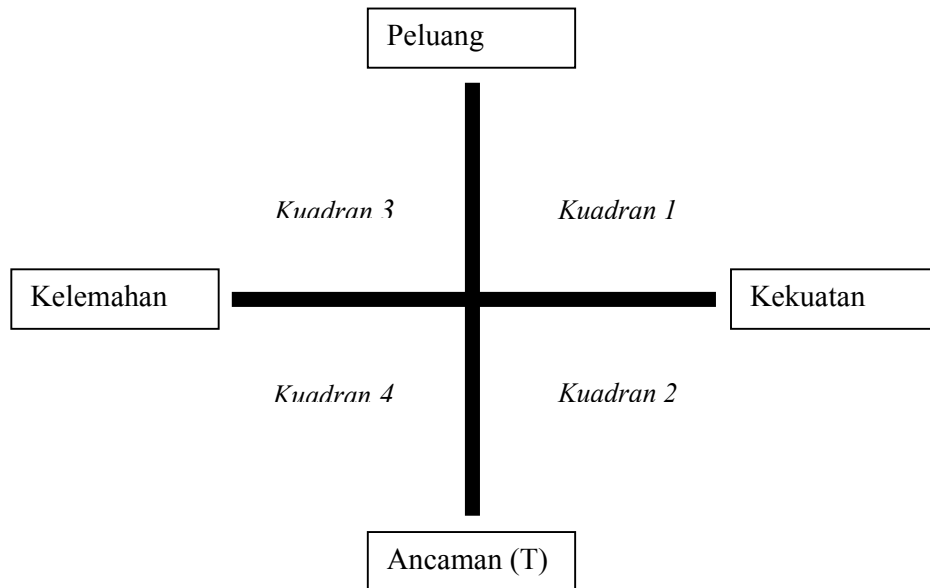 Peluang
Kuadran 3
Kuadran 1
Kelemahan
Kekuatan
Kuadran 4
Kuadran 2
Ancaman (T)